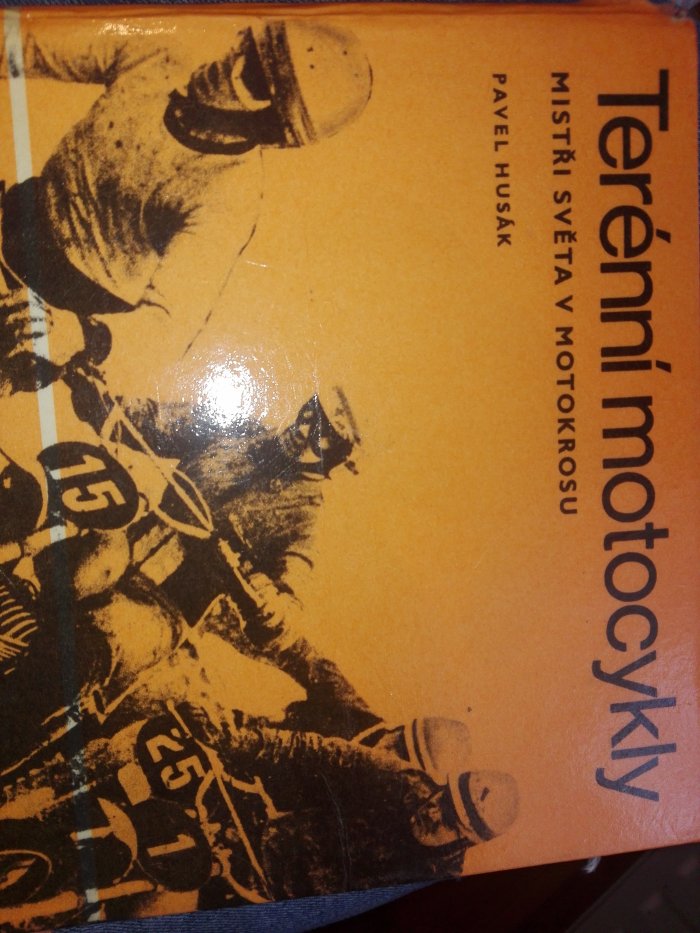 Terénní motocykly
MISTŘI SVĚTA V MOTOKROSU
PAVEL HUSÁK
15
25
1